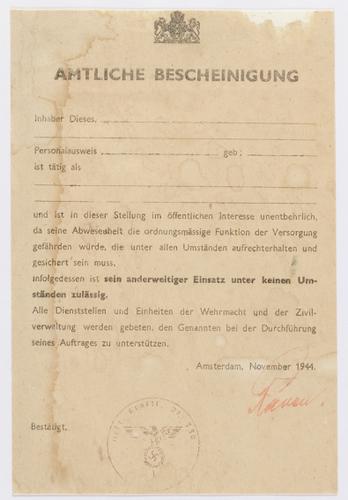 AMTLICHE BESCHEINIGUNG
Inhaber Dieses,
Personalausweis geb:
ist tätig als
und ist in dieser Stellung im öffentlichen Interesse unentbehrlich,
da seine Abwesenheit die ordnungsmässige Funktion der Versorgung
gefährden würde, die unter allen Umständen aufrechterhalten und
gesichert sein muss.
Infolgedessen ist sein anderweitiger Einsatz unter keinen Um-
ständen zulässig.
Alle Dienststellen und Einheiten der Wehrmacht und der Zivil-
verwaltung werden gebeten, den Genannten bei der Durchführung
seines Auftrages zu unterstützen.
Amsterdam, November 1944.
Bestätigt,